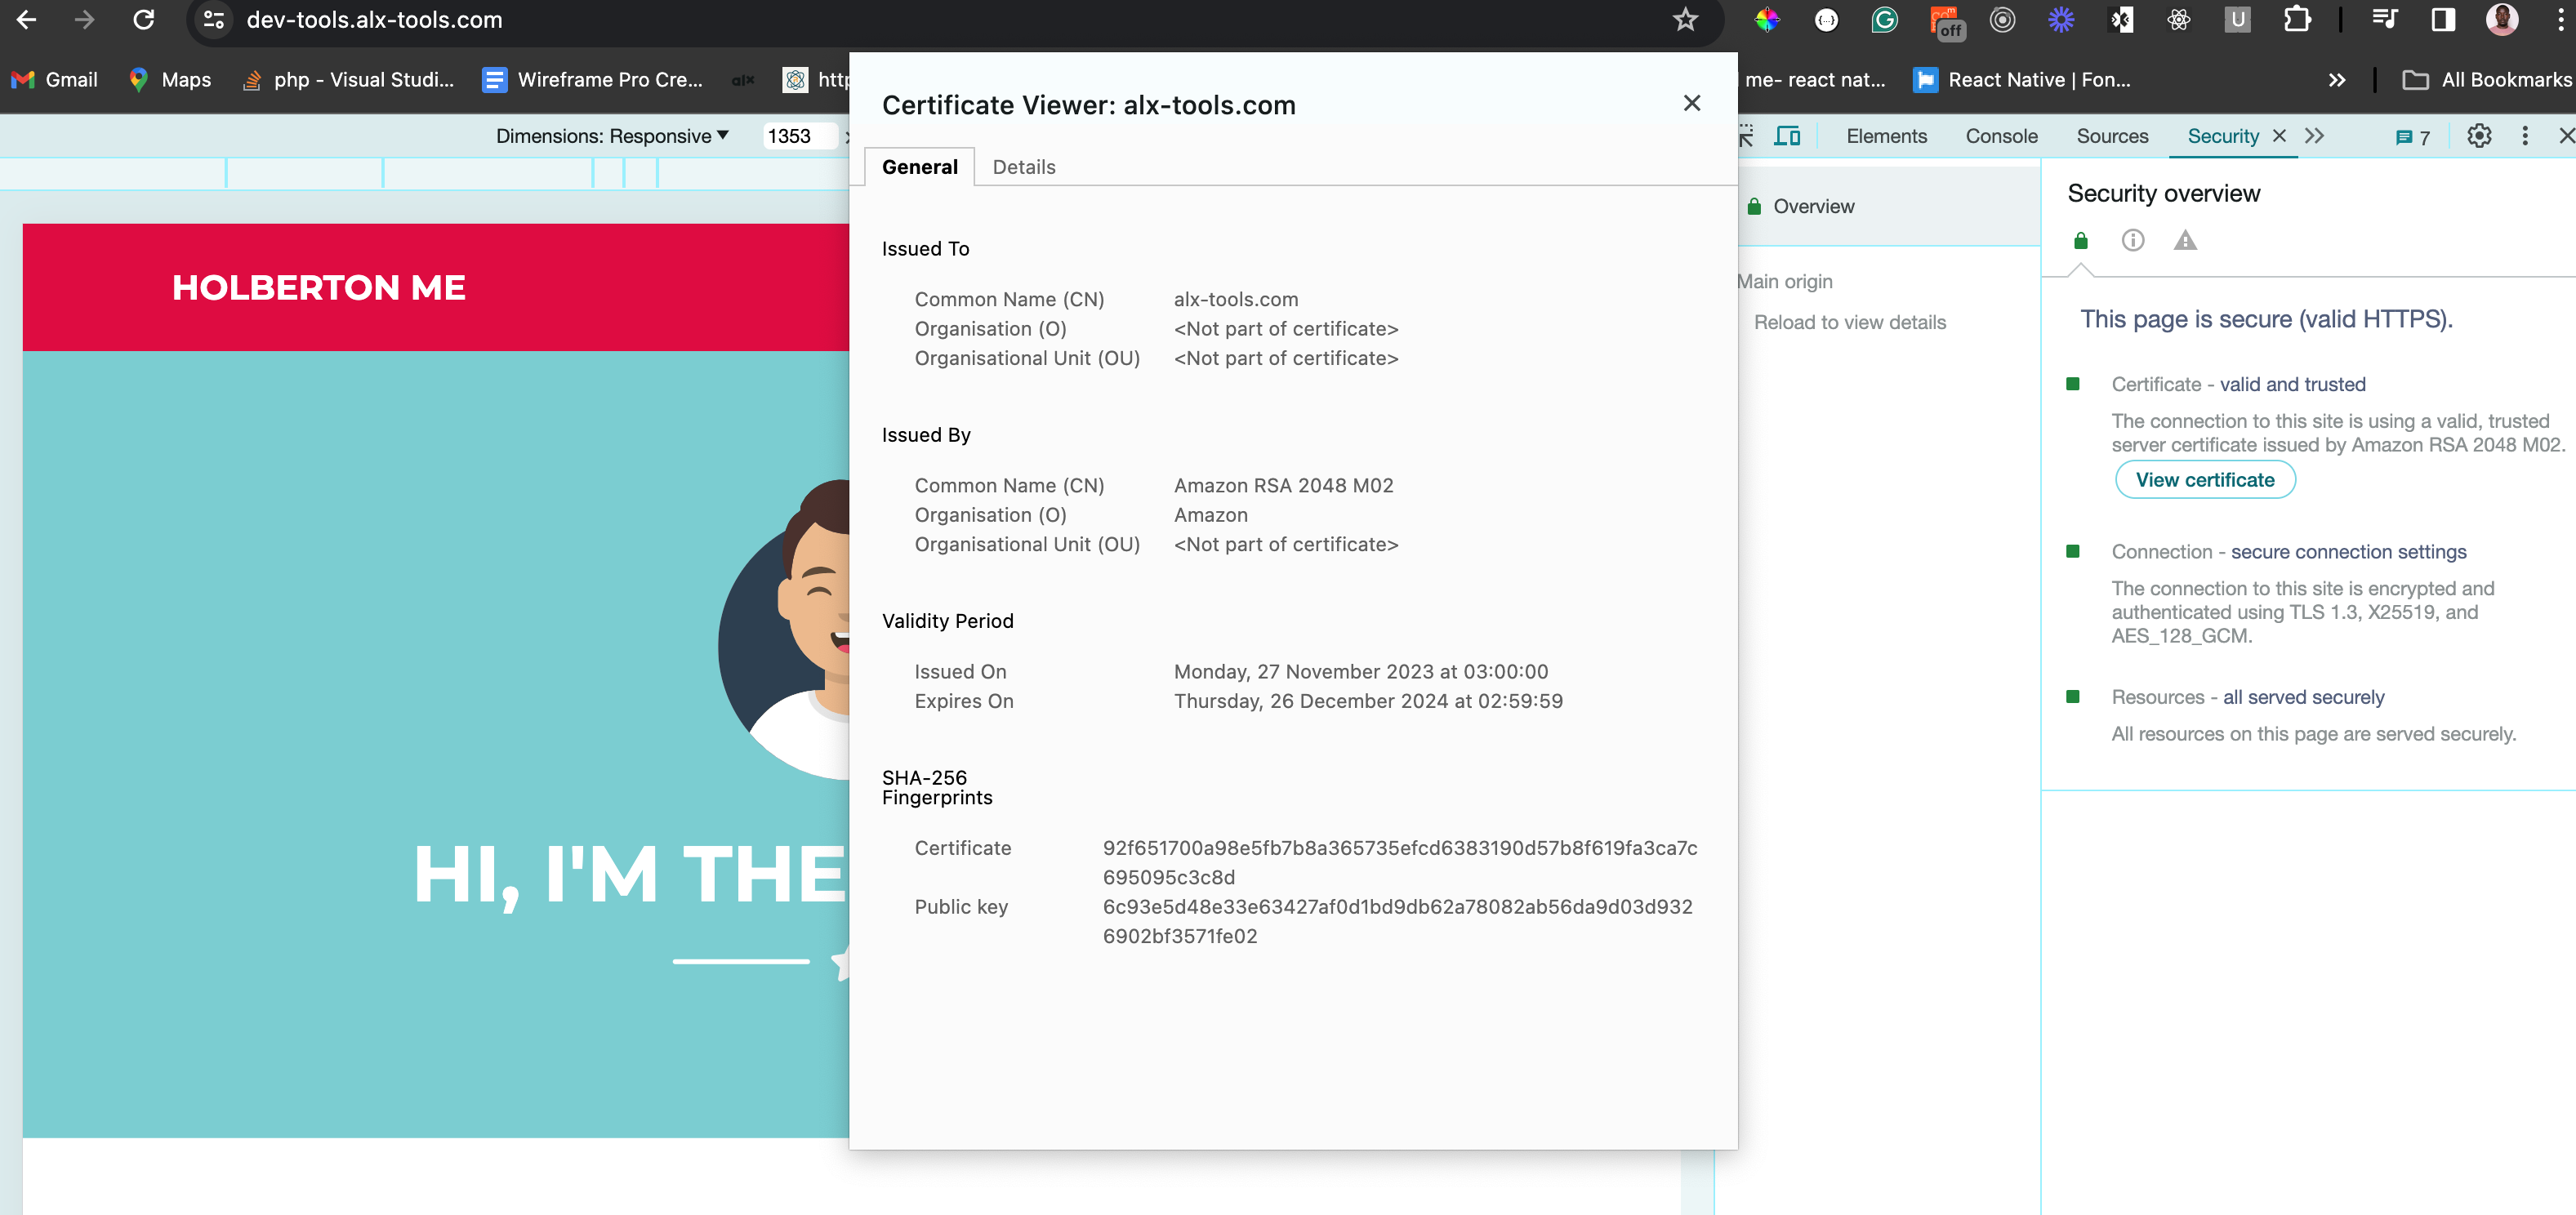 dev-tools.alx-tools.com
off
U
Gmail
Maps
php - Visual Studi...
Wireframe Pro Cre...
alx
me- react nat...
React Native | Fon...
All Bookmarks
Dimensions: Responsive
1353
Elements
Console
Sources
Security
7
HOLBERTON ME
HI, I'M THE
Certificate Viewer: alx-tools.com
General
Details
Issued To
Common Name (CN) alx-tools.com
Organisation (O) <Not part of certificate>
Organisational Unit (OU) <Not part of certificate>
Issued By
Common Name (CN) Amazon RSA 2048 M02
Organisation (O) Amazon
Organisational Unit (OU) <Not part of certificate>
Validity Period
Issued On Monday, 27 November 2023 at 03:00:00
Expires On Thursday, 26 December 2024 at 02:59:59
SHA-256
Fingerprints
Certificate 92f651700a98e5fb7b8a365735efcd6383190d57b8f619fa3ca7c
695095c3c8d
Public key 6c93e5d48e33e63427af0d1bd9db62a78082ab56da9d03d932
6902bf3571fe02
Overview
Main origin
Reload to view details
Security overview
This page is secure (valid HTTPS).
Certificate - valid and trusted
The connection to this site is using a valid, trusted
server certificate issued by Amazon RSA 2048 M02.
View certificate
Connection - secure connection settings
The connection to this site is encrypted and
authenticated using TLS 1.3, X25519, and
AES_128_GCM.
Resources - all served securely
All resources on this page are served securely.